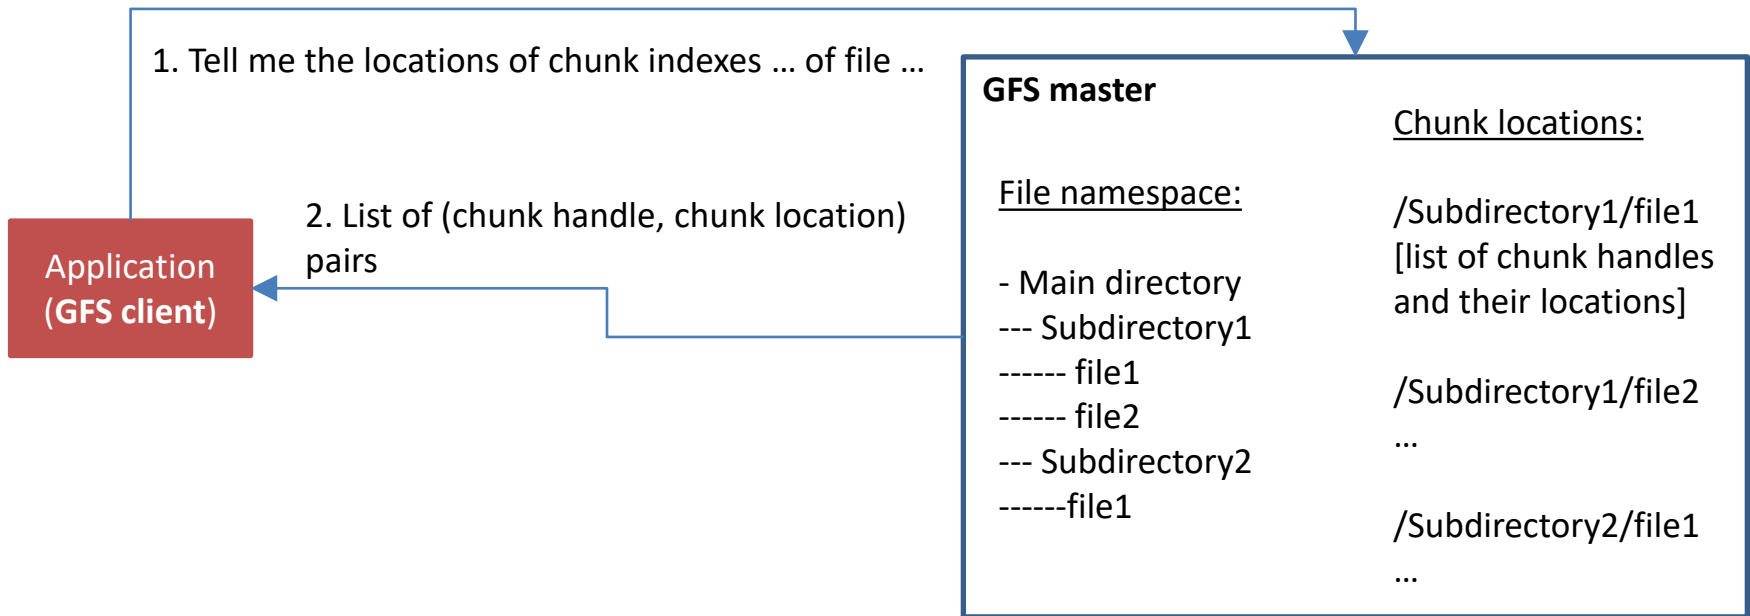 1. Tell me the locations of chunk indexes … of file …
2. List of (chunk handle, chunk location)
pairs
Application
(GFS client)
GFS master
File namespace:
- Main directory
--- Subdirectory1
------ file1
------ file2
--- Subdirectory2
------file1
Chunk locations:
/Subdirectory1/file1
[list of chunk handles
and their locations]
/Subdirectory1/file2
…
/Subdirectory2/file1
…